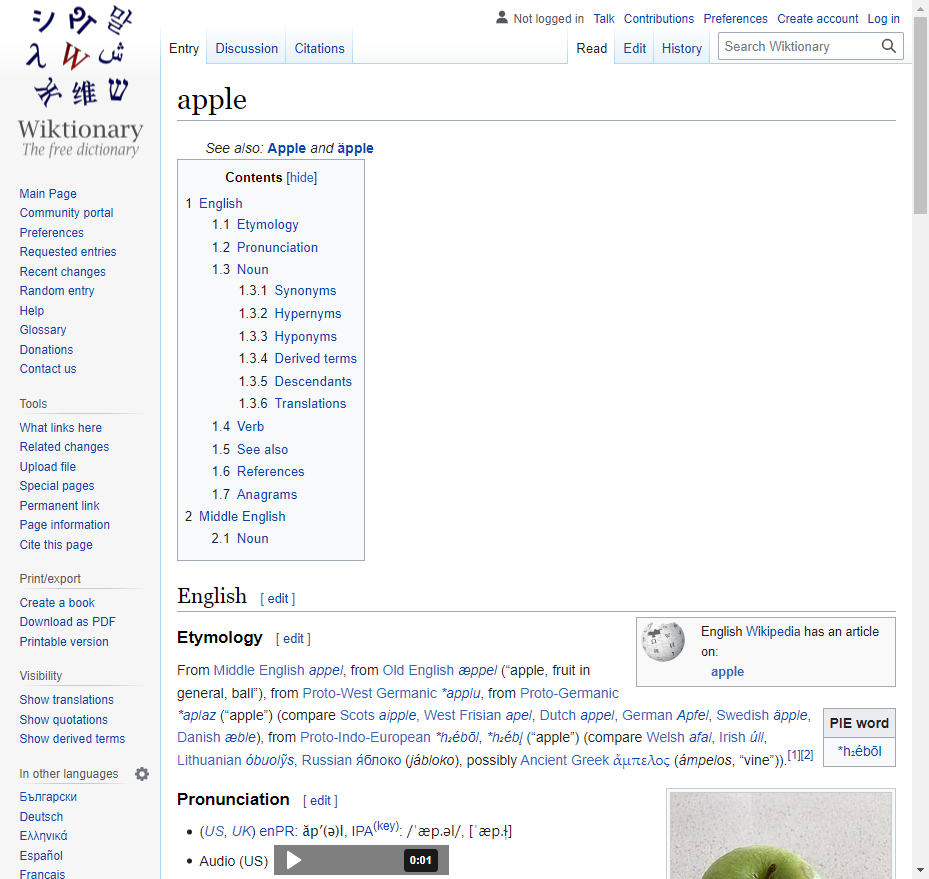 Not logged in Talk Contributions Preferences Create account Log in
Entry Discussion Citations Read Edit History Search Wiktionary
シ 말
λ W ش
维 ש
Wiktionary
The free dictionary
Main Page
Community portal
Preferences
Requested entries
Recent changes
Random entry
Help
Glossary
Donations
Contact us
Tools
What links here
Related changes
Upload file
Special pages
Permanent link
Page information
Cite this page
Print/export
Create a book
Download as PDF
Printable version
Visibility
Show translations
Show quotations
Show derived terms
In other languages
Български
Deutsch
Ελληνικά
Español
Français
apple
See also: Apple and äpple
Contents [hide]
1 English
1.1 Etymology
1.2 Pronunciation
1.3 Noun
1.3.1 Synonyms
1.3.2 Hypernyms
1.3.3 Hyponyms
1.3.4 Derived terms
1.3.5 Descendants
1.3.6 Translations
1.4 Verb
1.5 See also
1.6 References
1.7 Anagrams
2 Middle English
2.1 Noun
English [ edit ]
Etymology [ edit ]
English Wikipedia has an article
on:
apple
From Middle English appel, from Old English æppel (“apple, fruit in
general, ball”), from Proto-West Germanic *applu, from Proto-Germanic
*aplaz (“apple”) (compare Scots aipple, West Frisian apel, Dutch appel, German Apfel, Swedish äpple,
Danish æble), from Proto-Indo-European *h₂ébōl, *h₂ébl̥ (“apple”) (compare Welsh afal, Irish úll,
Lithuanian óbuolỹs, Russian я́блоко (jábloko), possibly Ancient Greek ἄμπελος (ámpelos, “vine”)).[1][2]
PIE word
*h₂ébōl
Pronunciation [ edit ]
• (US, UK) enPR: ăp′(ə)l, IPA(key): /ˈæp.əl/, [ˈæp.ɫ̩]
• Audio (US) 0:01